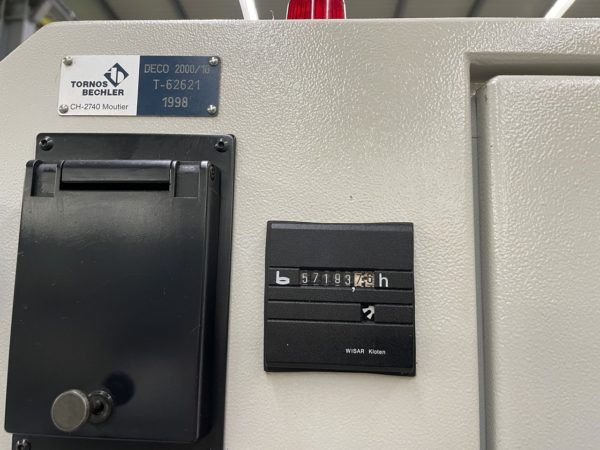 TORNOS
BECHLER
CH-2740 Moutier
DECO 2000/10
T-62621
1998
57193, h
WISAR Kloten